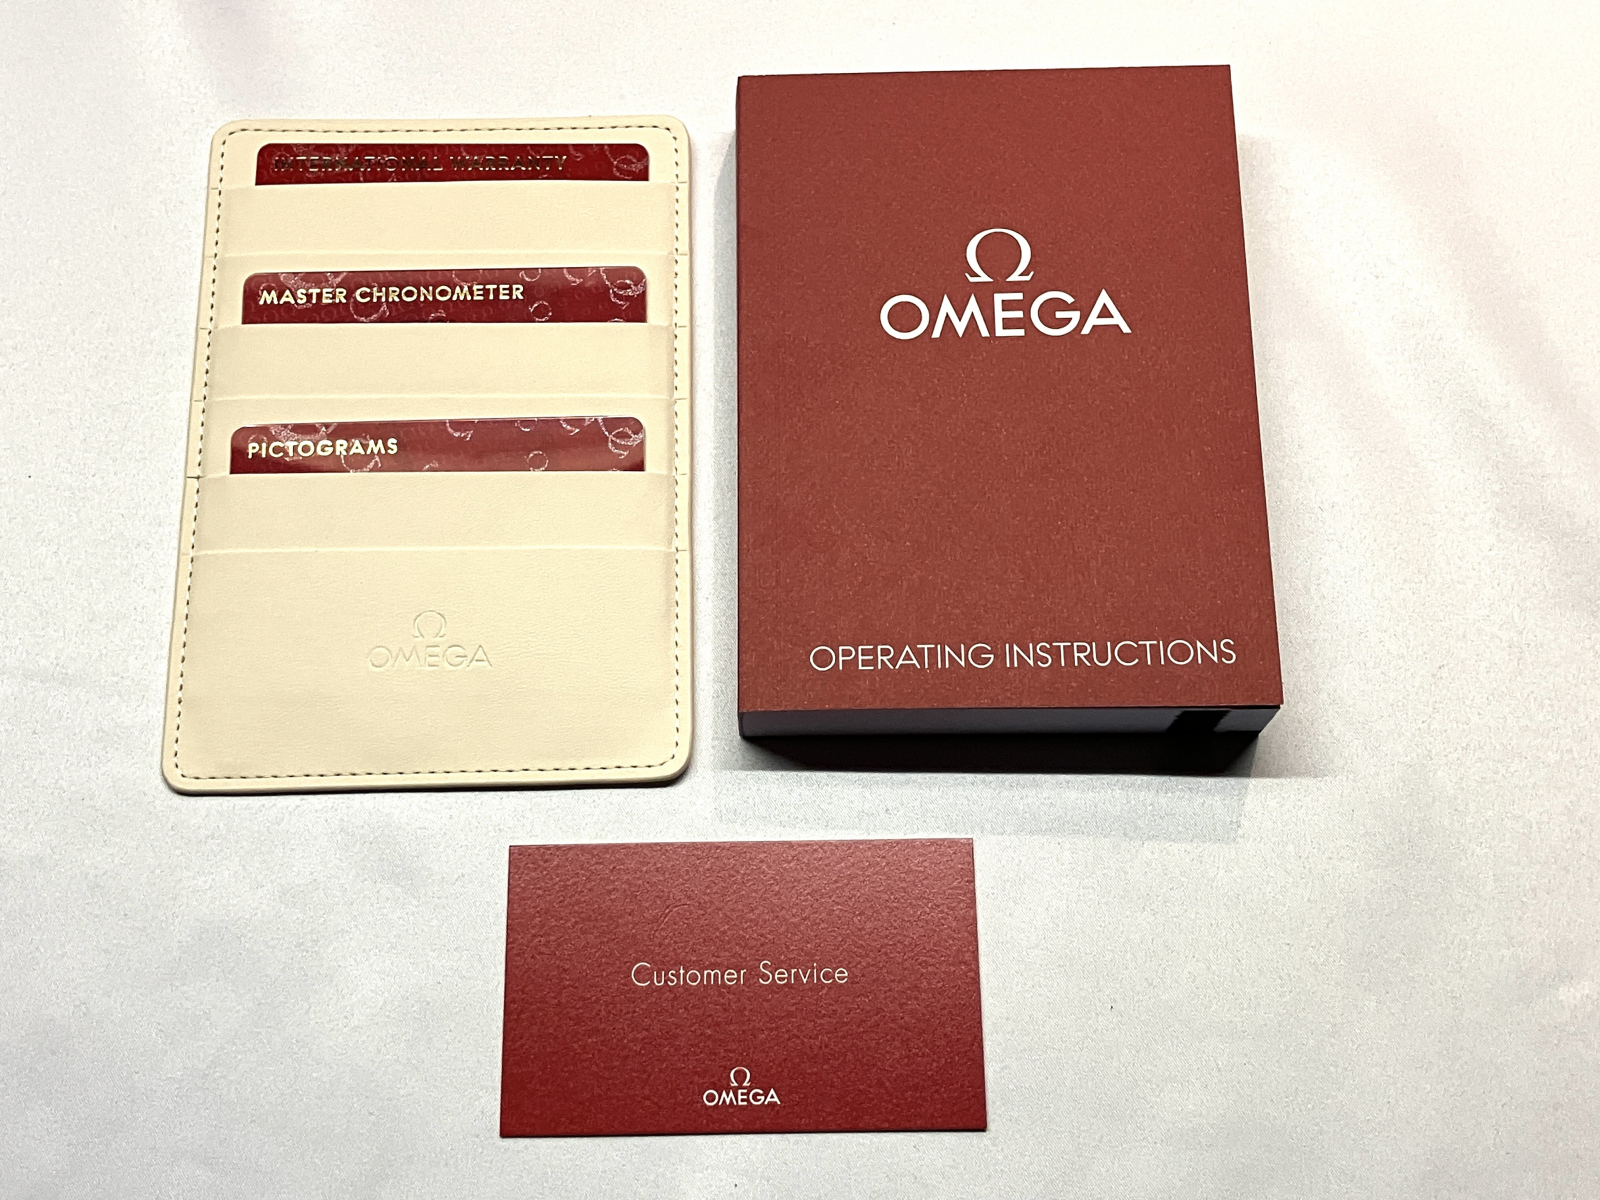 INTERNATIONAL WARRANTY
MASTER CHRONOMETER
PICTOGRAMS
Ω
OMEGA
Ω
OMEGA
OPERATING INSTRUCTIONS
Customer Service
Ω
OMEGA